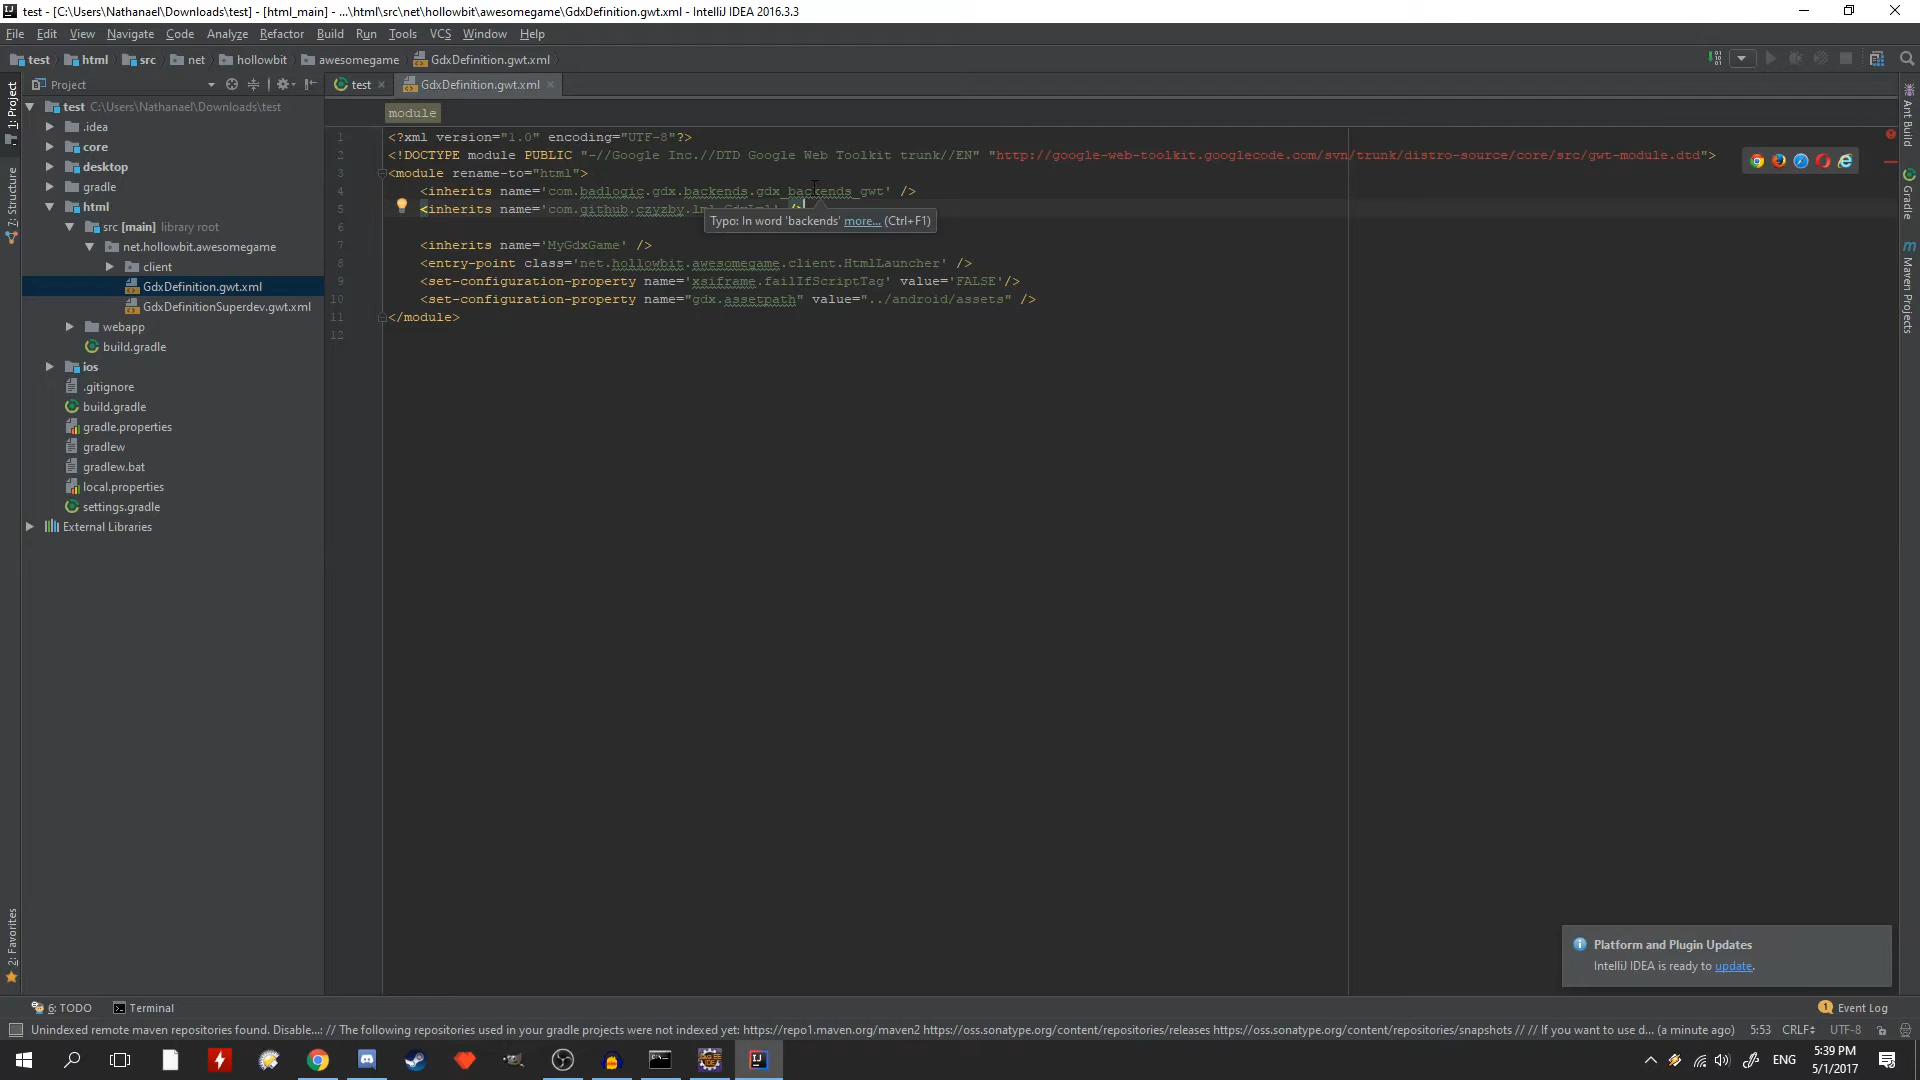 test - [C:\Users\Nathanael\Downloads\test] - [html_main] - ...\html\src\net\hollowbit\awesomegame\GdxDefinition.gwt.xml - IntelliJ IDEA 2016.3.3
File Edit View Navigate Code Analyze Refactor Build Run Tools VCS Window Help
test html src net hollowbit awesomegame GdxDefinition.gwt.xml
Project
test
GdxDefinition.gwt.xml
1: Project
7: Structure
2: Favorites
test C:\Users\Nathanael\Downloads\test
.idea
core
desktop
gradle
html
src [main] library root
net.hollowbit.awesomegame
client
GdxDefinition.gwt.xml
GdxDefinitionSuperdev.gwt.xml
webapp
build.gradle
ios
.gitignore
build.gradle
gradle.properties
gradlew
gradlew.bat
local.properties
settings.gradle
External Libraries
module
1 <?xml version="1.0" encoding="UTF-8"?>
2 <!DOCTYPE module PUBLIC "-//Google Inc.//DTD Google Web Toolkit trunk//EN" "http://google-web-toolkit.googlecode.com/svn/trunk/distro-source/core/src/gwt-module.dtd">
3 <module rename-to="html">
4 <inherits name='com.badlogic.gdx.backends.gdx_backends_gwt' />
5 <inherits name='com.github.czyzby.lml
Typo: In word 'backends' more... (Ctrl+F1)
6
7 <inherits name='MyGdxGame' />
8 <entry-point class='net.hollowbit.awesomegame.client.HtmlLauncher' />
9 <set-configuration-property name='xsiframe.failIfScriptTag' value='FALSE'/>
10 <set-configuration-property name="gdx.assetpath" value="../android/assets" />
11 </module>
12
Ant Build
Gradle
Maven Projects
Platform and Plugin Updates
IntelliJ IDEA is ready to update.
6: TODO
Terminal
1 Event Log
Unindexed remote maven repositories found. Disable...: // The following repositories used in your gradle projects were not indexed yet: https://repo1.maven.org/maven2 https://oss.sonatype.org/content/repositories/releases https://oss.sonatype.org/content/repositories/snapshots // // If you want to use d... (a minute ago)
5:53 CRLF UTF-8
ENG
5:39 PM
5/1/2017